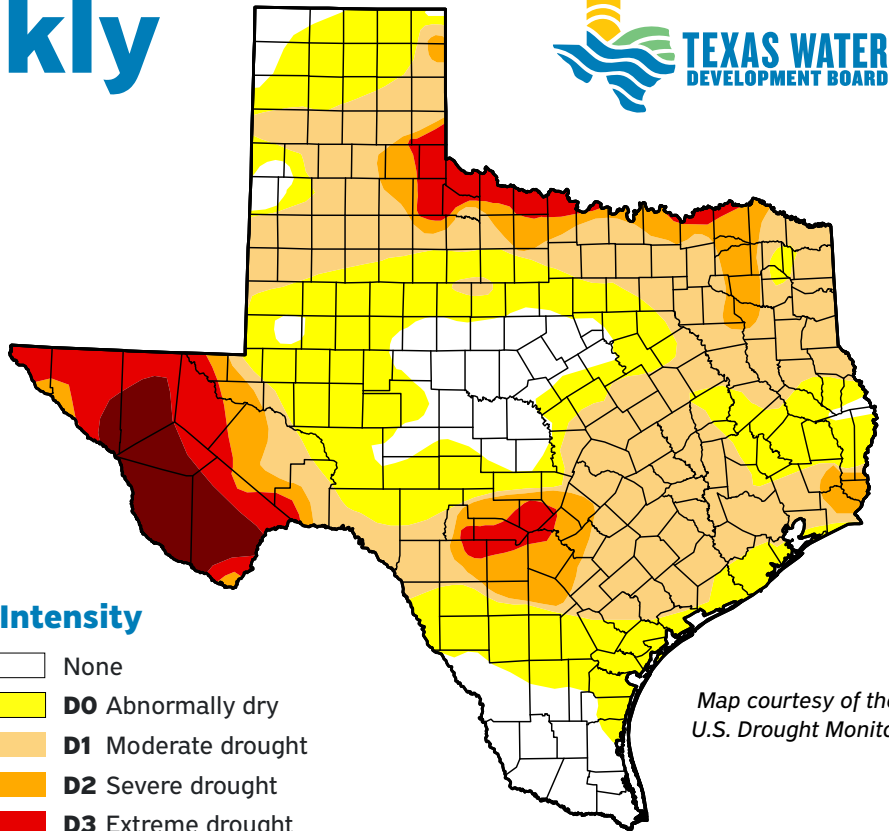 kly
TEXAS WATER
DEVELOPMENT BOARD
Intensity
None
D0 Abnormally dry
D1 Moderate drought
D2 Severe drought
D3 Extreme drought
Map courtesy of the
U.S. Drought Monito